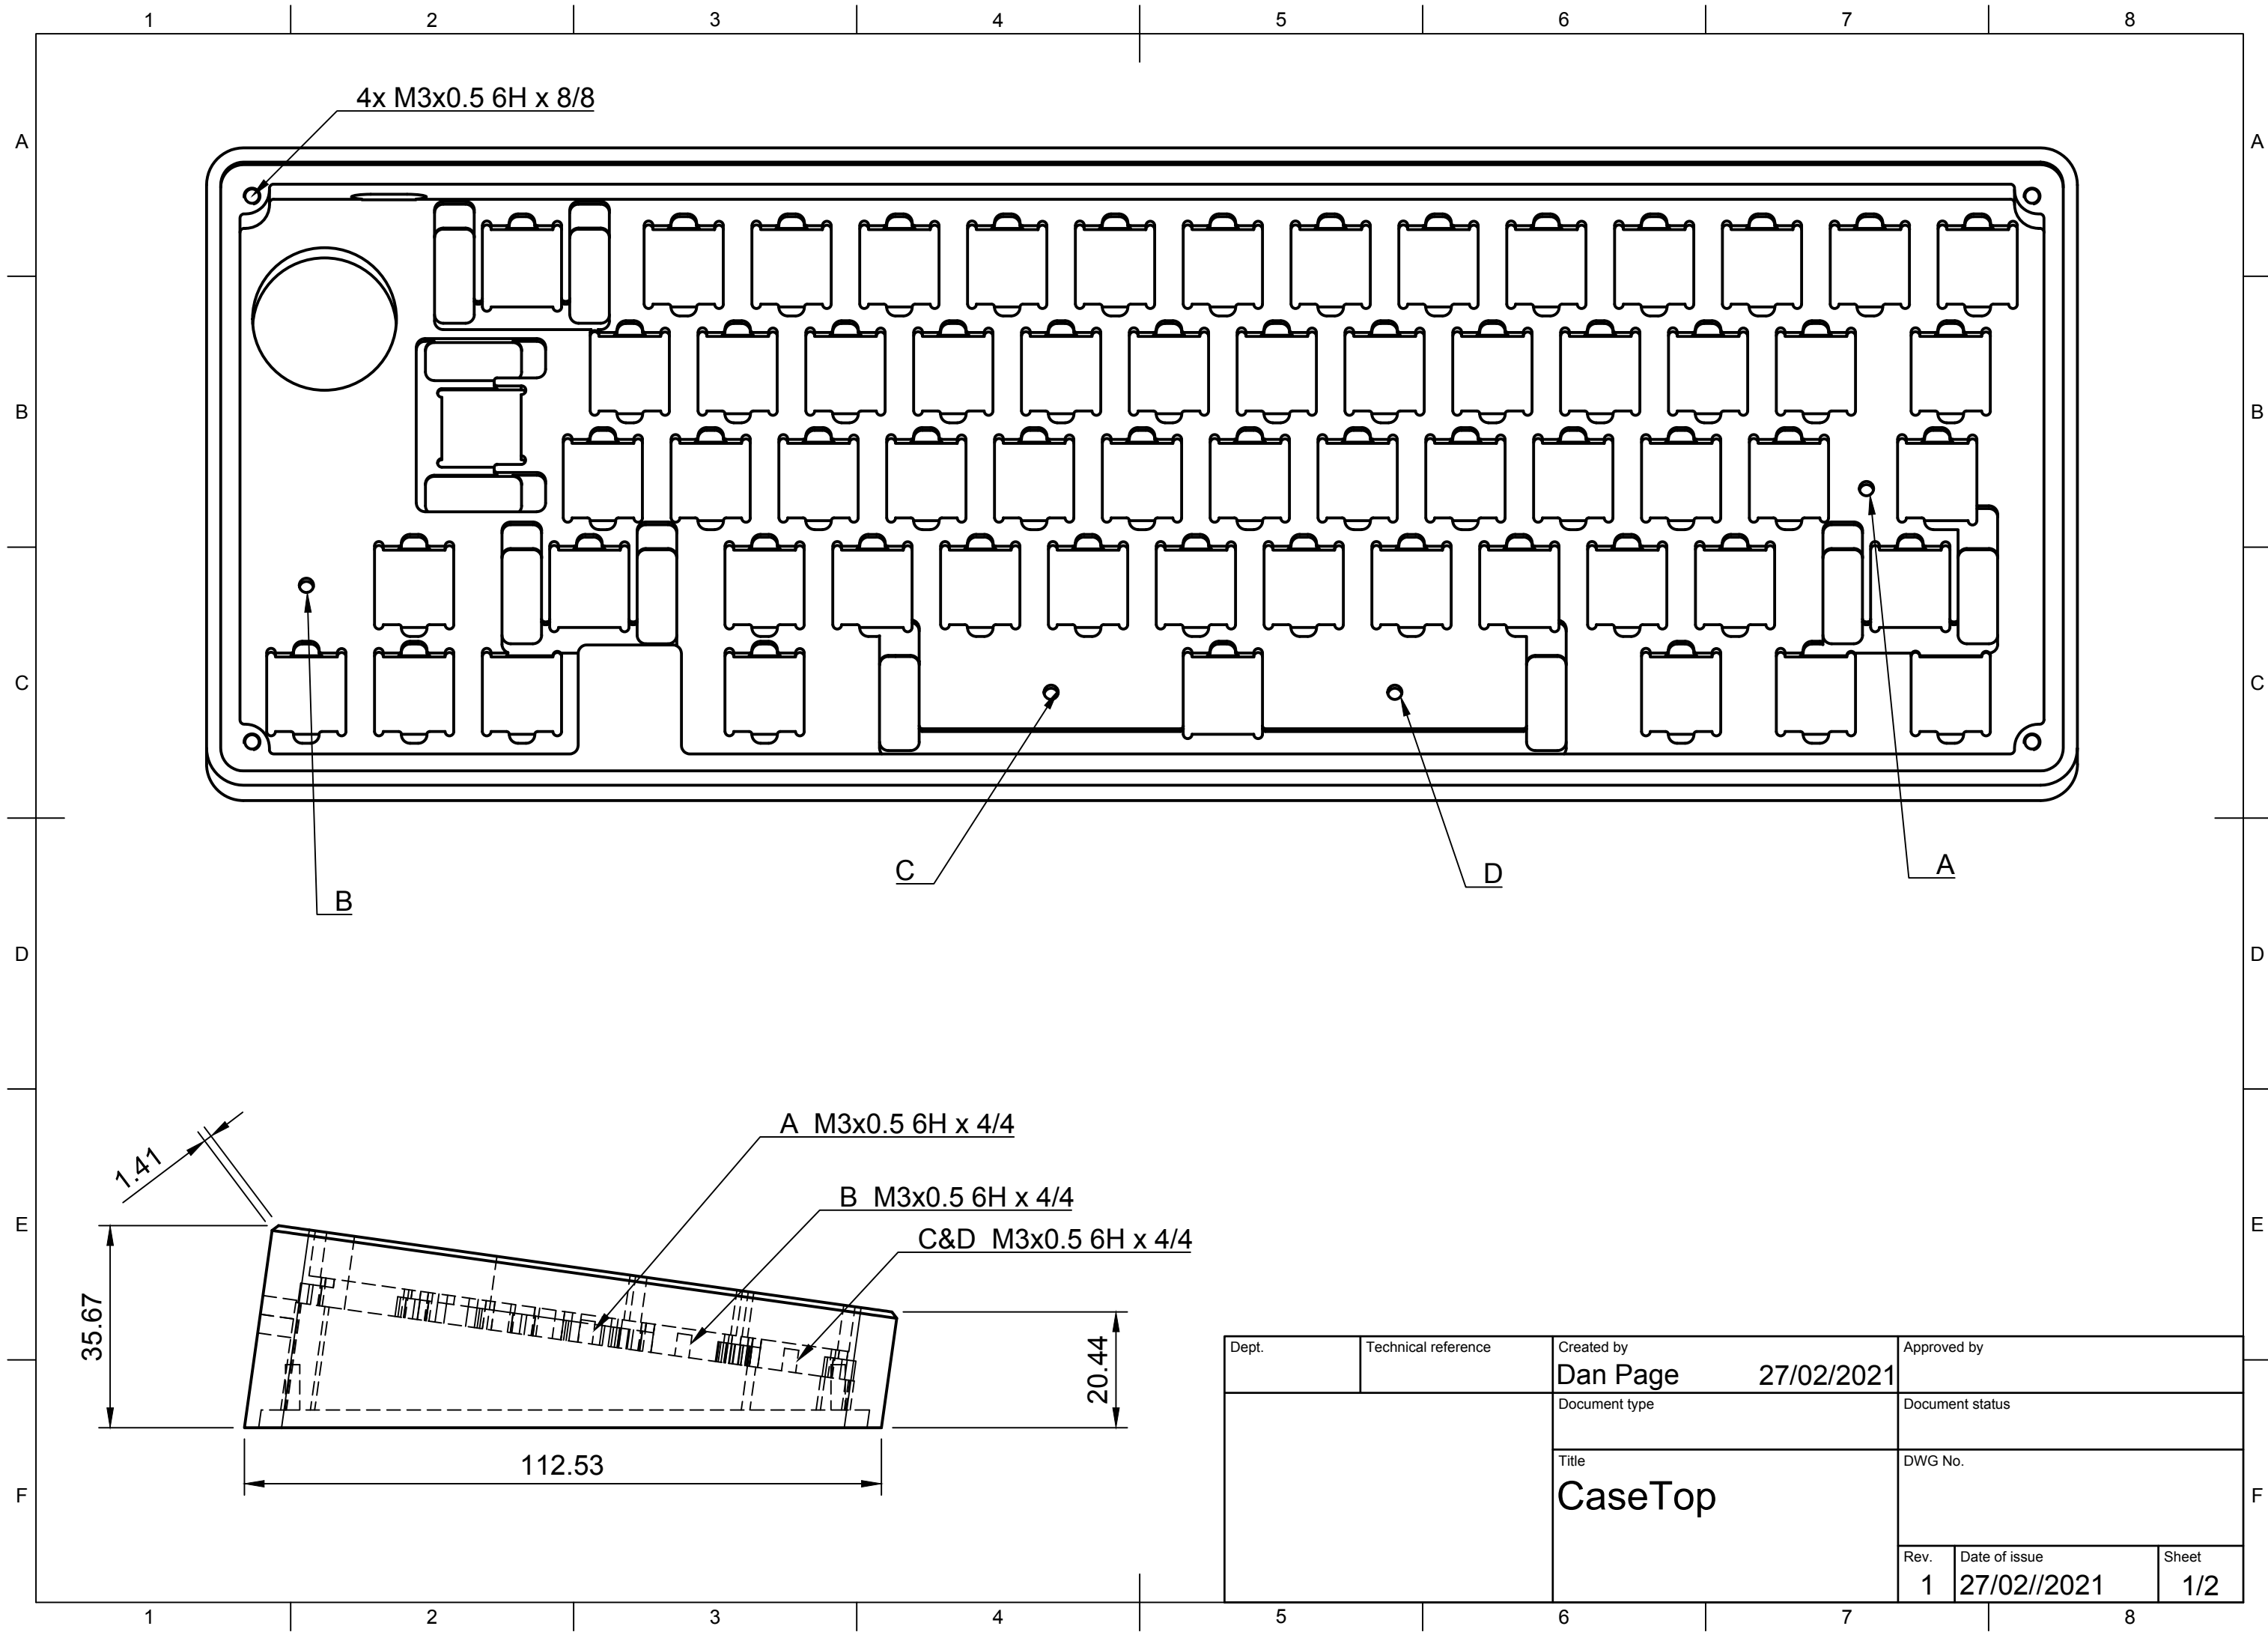 1 2 3 4 5 6 7 8
4x M3x0.5 6H x 8/8
A A
B B
C C
C
D
A
B
D D
1.41
A M3x0.5 6H x 4/4
B M3x0.5 6H x 4/4
E E
C&D M3x0.5 6H x 4/4
35.67
20.44
112.53
F F
Dept.
Technical reference
Created by
Dan Page 27/02/2021
Approved by
Document type
Document status
Title
CaseTop
DWG No.
Rev.
1
Date of issue
27/02//2021
Sheet
1/2
1 2 3 4 5 6 7 8